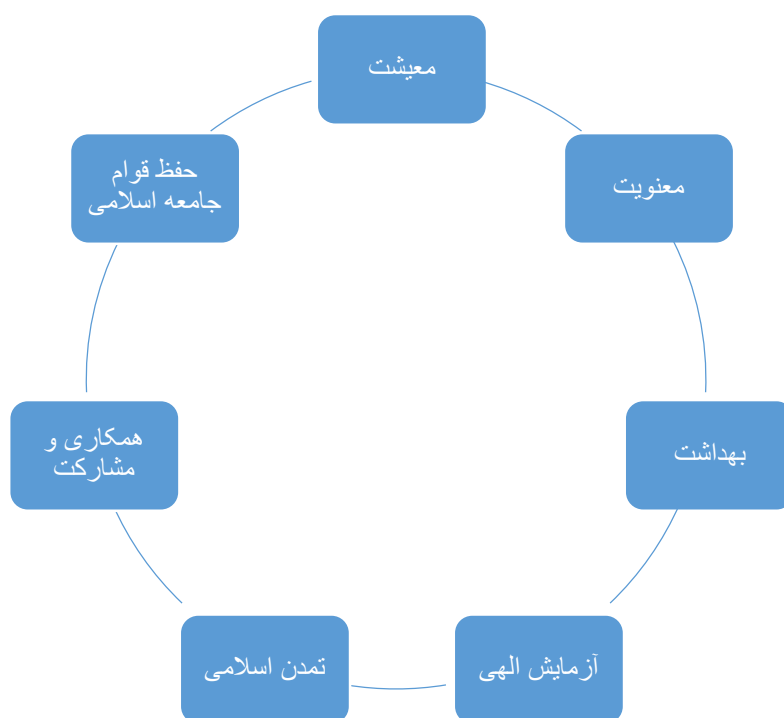 معیشت
معنویت
بهداشت
آزمایش الهی
تمدن اسلامی
همکاری و
مشارکت
حفظ قوام
جامعه اسلامی